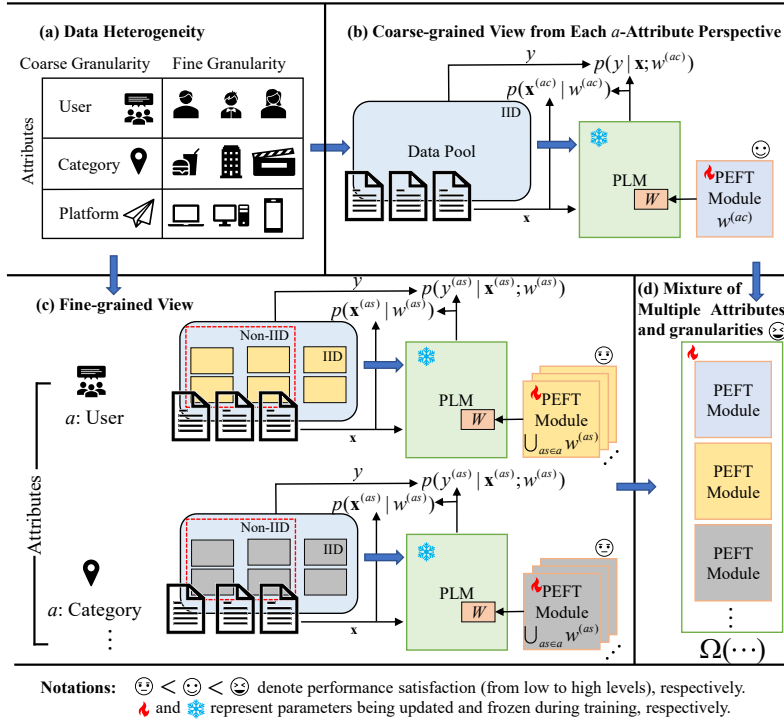 (a) Data Heterogeneity
Coarse Granularity Fine Granularity
Attributes
User
Category
Platform
(b) Coarse-grained View from Each a-Attribute Perspective
y
p(y | x; w^(ac))
p(x^(ac) | w^(ac))
IID
Data Pool
PLM
W
PEFT
Module
w^(ac)
x
(c) Fine-grained View
y
p(y^(as) | x^(as); w^(as))
p(x^(as) | w^(as))
Non-IID
IID
PLM
W
PEFT
Module
⋃_{as∈a} w^(as)
⋮
x
Attributes
a: User
y
p(y^(as) | x^(as); w^(as))
p(x^(as) | w^(as))
Non-IID
IID
PLM
W
PEFT
Module
⋃_{as∈a} w^(as)
⋮
x
a: Category
⋮
(d) Mixture of
Multiple Attributes
and granularities
PEFT
Module
PEFT
Module
PEFT
Module
⋮
Ω(⋯)
Notations: < < denote performance satisfaction (from low to high levels), respectively.
and represent parameters being updated and frozen during training, respectively.